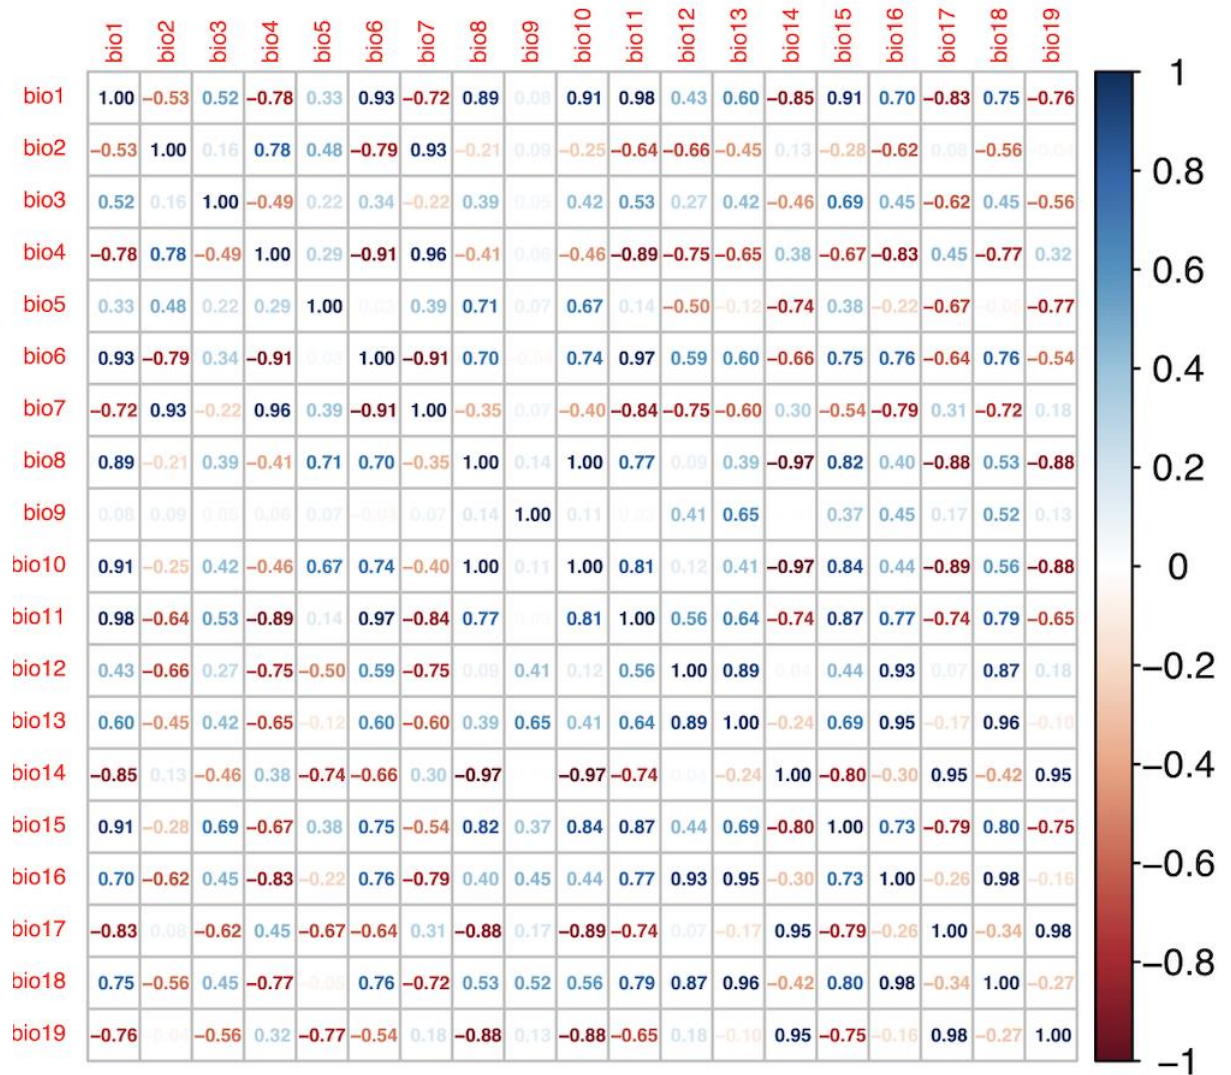 bio1 bio2 bio3 bio4 bio5 bio6 bio7 bio8 bio9 bio10 bio11 bio12 bio13 bio14 bio15 bio16 bio17 bio18 bio19
bio1 1.00 −0.53 0.52 −0.78 0.33 0.93 −0.72 0.89 0.08 0.91 0.98 0.43 0.60 −0.85 0.91 0.70 −0.83 0.75 −0.76
bio2 −0.53 1.00 0.16 0.78 0.48 −0.79 0.93 −0.21 0.09 −0.25 −0.64 −0.66 −0.45 0.13 −0.28 −0.62 0.08 −0.56 −0.04
bio3 0.52 0.16 1.00 −0.49 0.22 0.34 −0.22 0.39 0.05 0.42 0.53 0.27 0.42 −0.46 0.69 0.45 −0.62 0.45 −0.56
bio4 −0.78 0.78 −0.49 1.00 0.29 −0.91 0.96 −0.41 0.06 −0.46 −0.89 −0.75 −0.65 0.38 −0.67 −0.83 0.45 −0.77 0.32
bio5 0.33 0.48 0.22 0.29 1.00 0.03 0.39 0.71 0.07 0.67 0.14 −0.50 −0.12 −0.74 0.38 −0.22 −0.67 −0.05 −0.77
bio6 0.93 −0.79 0.34 −0.91 0.03 1.00 −0.91 0.70 −0.04 0.74 0.97 0.59 0.60 −0.66 0.75 0.76 −0.64 0.76 −0.54
bio7 −0.72 0.93 −0.22 0.96 0.39 −0.91 1.00 −0.35 0.07 −0.40 −0.84 −0.75 −0.60 0.30 −0.54 −0.79 0.31 −0.72 0.18
bio8 0.89 −0.21 0.39 −0.41 0.71 0.70 −0.35 1.00 0.14 1.00 0.77 0.09 0.39 −0.97 0.82 0.40 −0.88 0.53 −0.88
bio9 0.08 0.09 0.05 0.06 0.07 −0.04 0.07 0.14 1.00 0.11 0.41 0.65 0.37 0.45 0.17 0.52 0.13
bio10 0.91 −0.25 0.42 −0.46 0.67 0.74 −0.40 1.00 0.11 1.00 0.81 0.12 0.41 −0.97 0.84 0.44 −0.89 0.56 −0.88
bio11 0.98 −0.64 0.53 −0.89 0.14 0.97 −0.84 0.77 0.81 1.00 0.56 0.64 −0.74 0.87 0.77 −0.74 0.79 −0.65
bio12 0.43 −0.66 0.27 −0.75 −0.50 0.59 −0.75 0.09 0.41 0.12 0.56 1.00 0.89 0.04 0.44 0.93 0.07 0.87 0.18
bio13 0.60 −0.45 0.42 −0.65 −0.12 0.60 −0.60 0.39 0.65 0.41 0.64 0.89 1.00 −0.24 0.69 0.95 −0.17 0.96 −0.10
bio14 −0.85 0.13 −0.46 0.38 −0.74 −0.66 0.30 −0.97 −0.97 −0.74 0.04 −0.24 1.00 −0.80 −0.30 0.95 −0.42 0.95
bio15 0.91 −0.28 0.69 −0.67 0.38 0.75 −0.54 0.82 0.37 0.84 0.87 0.44 0.69 −0.80 1.00 0.73 −0.79 0.80 −0.75
bio16 0.70 −0.62 0.45 −0.83 −0.22 0.76 −0.79 0.40 0.45 0.44 0.77 0.93 0.95 −0.30 0.73 1.00 −0.26 0.98 −0.16
bio17 −0.83 0.08 −0.62 0.45 −0.67 −0.64 0.31 −0.88 0.17 −0.89 −0.74 0.07 −0.17 0.95 −0.79 −0.26 1.00 −0.34 0.98
bio18 0.75 −0.56 0.45 −0.77 −0.05 0.76 −0.72 0.53 0.52 0.56 0.79 0.87 0.96 −0.42 0.80 0.98 −0.34 1.00 −0.27
bio19 −0.76 −0.04 −0.56 0.32 −0.77 −0.54 0.18 −0.88 0.13 −0.88 −0.65 0.18 −0.10 0.95 −0.75 −0.16 0.98 −0.27 1.00
1
0.8
0.6
0.4
0.2
0
−0.2
−0.4
−0.6
−0.8
−1